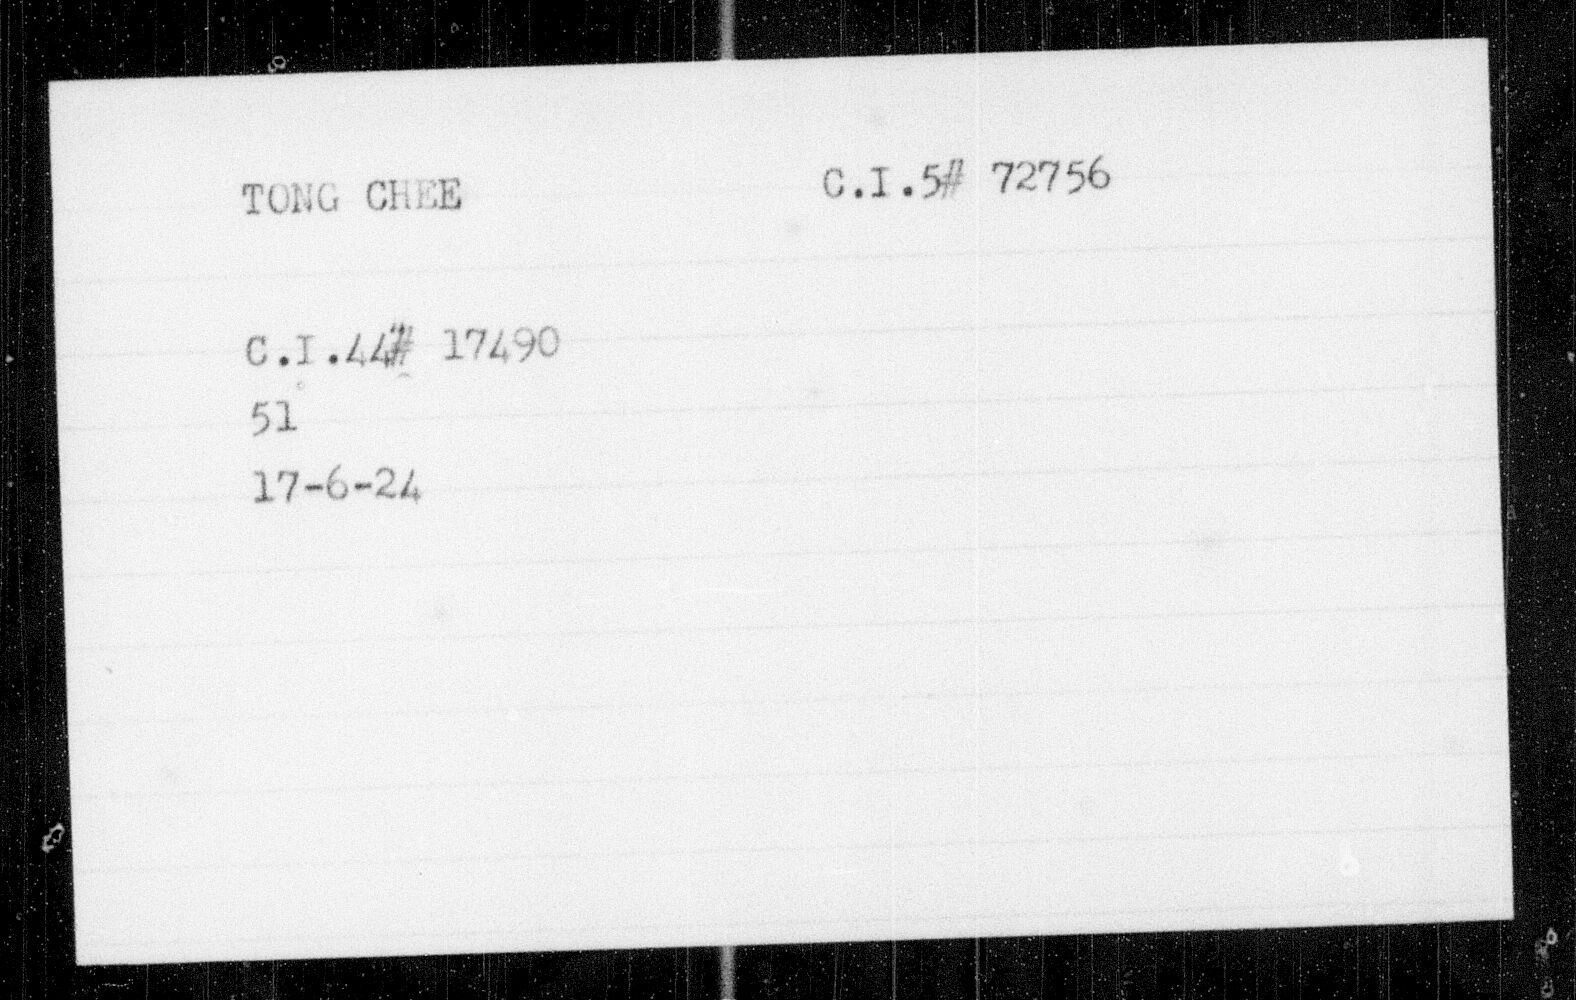 TONG CHEE C.I.5# 72756
C.I.44# 17490
51
17-6-24